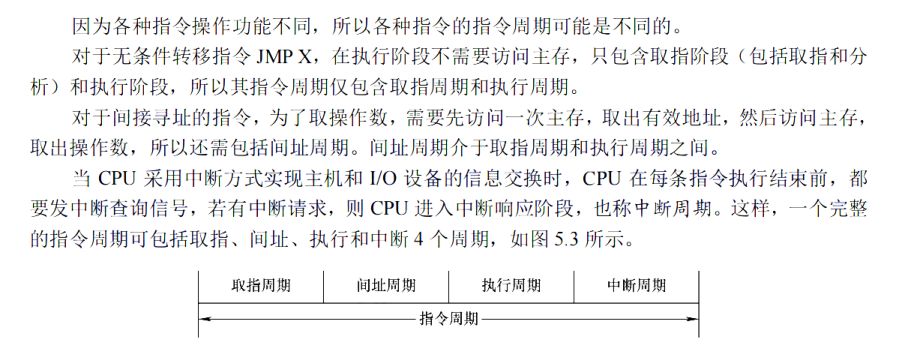 因为各种指令操作功能不同，所以各种指令的指令周期可能是不同的。
对于无条件转移指令 JMP X，在执行阶段不需要访问主存，只包含取指阶段（包括取指和分
析）和执行阶段，所以其指令周期仅包含取指周期和执行周期。
对于间接寻址的指令，为了取操作数，需要先访问一次主存，取出有效地址，然后访问主存，
取出操作数，所以还需包括间址周期。间址周期介于取指周期和执行周期之间。
当 CPU 采用中断方式实现主机和 I/O 设备的信息交换时，CPU 在每条指令执行结束前，都
要发中断查询信号，若有中断请求，则 CPU 进入中断响应阶段，也称中断周期。这样，一个完整
的指令周期可包括取指、间址、执行和中断 4 个周期，如图 5.3 所示。
取指周期 间址周期 执行周期 中断周期
指令周期